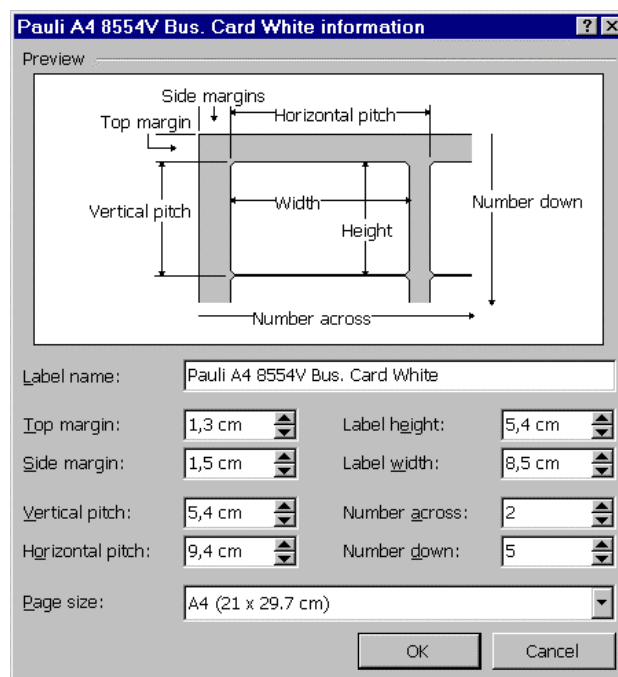 Pauli A4 8554V Bus. Card White information
Preview
Side margins
Top margin
Horizontal pitch
Vertical pitch
Width
Height
Number down
Number across
Label name: Pauli A4 8554V Bus. Card White
Top margin: 1,3 cm Label height: 5,4 cm
Side margin: 1,5 cm Label width: 8,5 cm
Vertical pitch: 5,4 cm Number across: 2
Horizontal pitch: 9,4 cm Number down: 5
Page size: A4 (21 x 29.7 cm)
OK Cancel